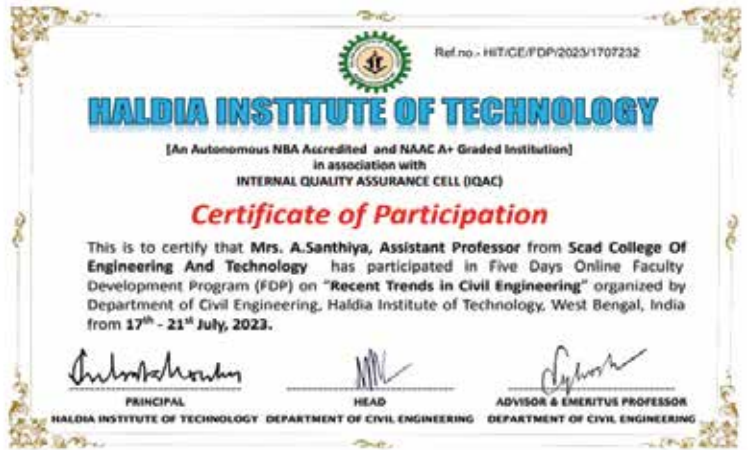 Ref.no.- HIT/CE/FDP/2023/1707232
HALDIA INSTITUTE OF TECHNOLOGY
[An Autonomous NBA Accredited and NAAC A+ Graded Institution]
in association with
INTERNAL QUALITY ASSURANCE CELL (IQAC)
Certificate of Participation
This is to certify that Mrs. A.Santhiya, Assistant Professor from Scad College Of
Engineering And Technology has participated in Five Days Online Faculty
Development Program (FDP) on "Recent Trends in Civil Engineering" organized by
Department of Civil Engineering, Haldia Institute of Technology, West Bengal, India
from 17th - 21st July, 2023.
PRINCIPAL HEAD ADVISOR & EMERITUS PROFESSOR
HALDIA INSTITUTE OF TECHNOLOGY DEPARTMENT OF CIVIL ENGINEERING DEPARTMENT OF CIVIL ENGINEERING